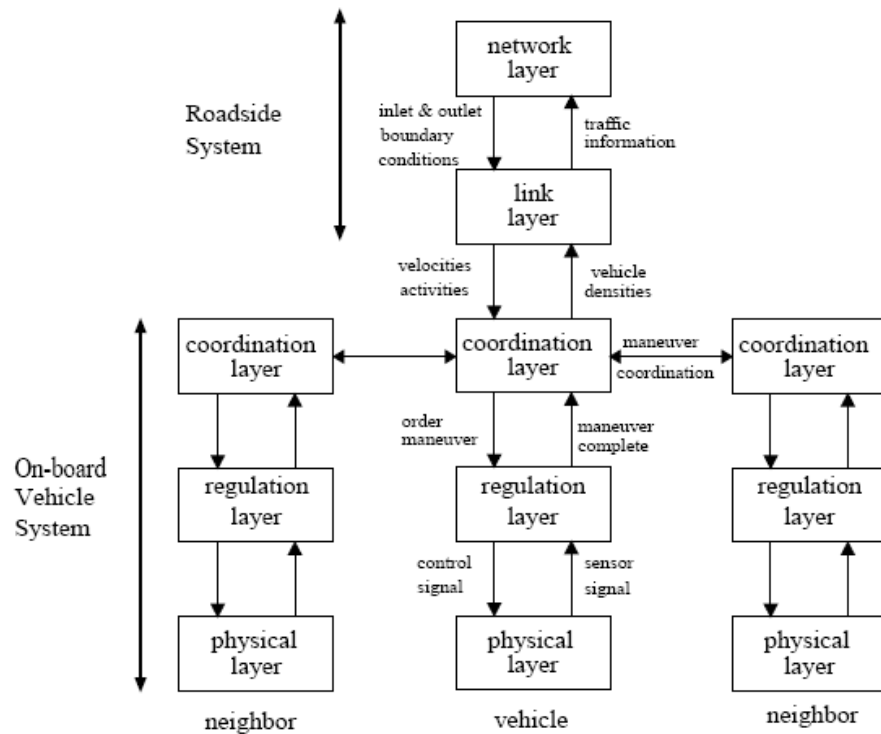 network
layer
Roadside
System
inlet & outlet
boundary
conditions
traffic
information
link
layer
velocities
activities
vehicle
densities
coordination
layer
coordination
layer
maneuver
coordination
coordination
layer
order
maneuver
maneuver
complete
On-board
Vehicle
System
regulation
layer
regulation
layer
regulation
layer
control
signal
sensor
signal
physical
layer
physical
layer
physical
layer
neighbor
vehicle
neighbor